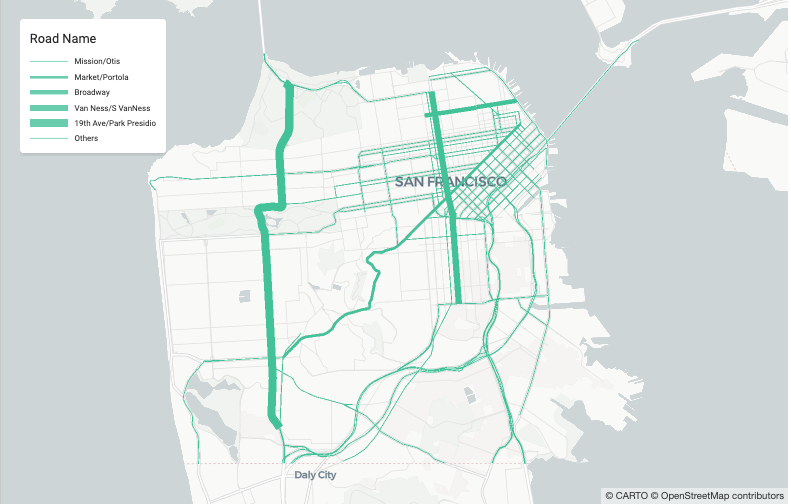 Road Name
Mission/Otis
Market/Portola
Broadway
Van Ness/S VanNess
19th Ave/Park Presidio
Others
SAN FRANCISCO
Daly City
© CARTO © OpenStreetMap contributors